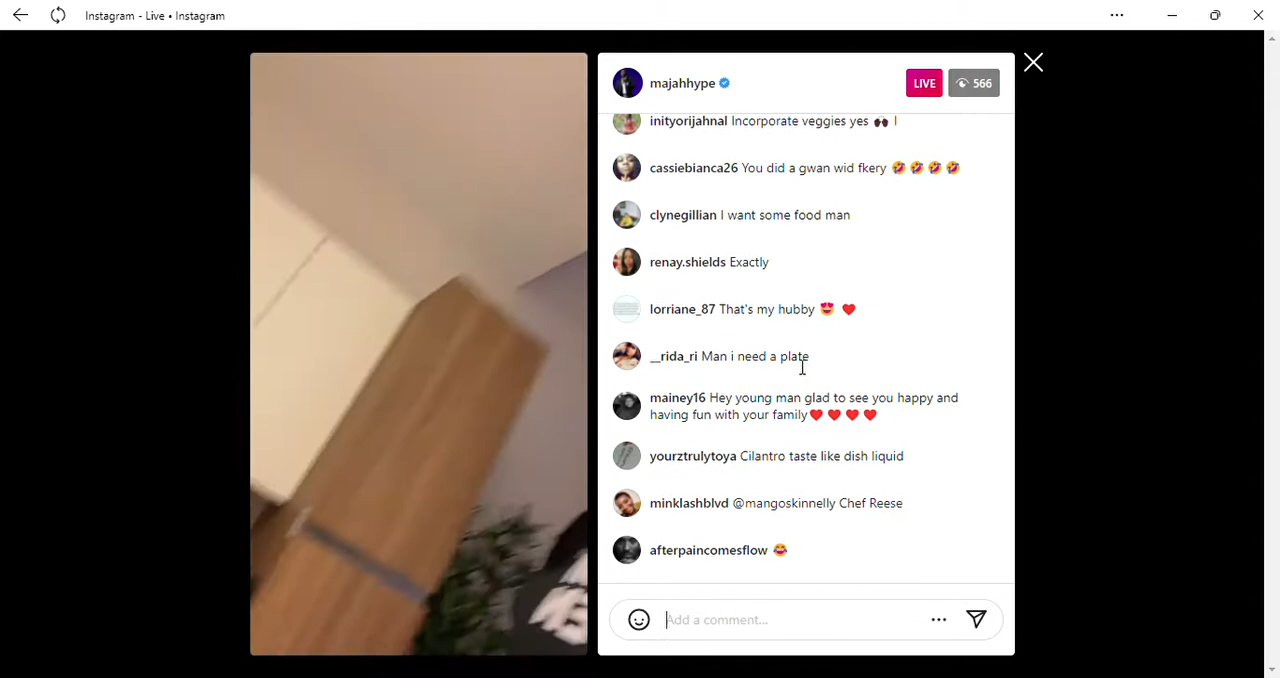 Instagram - Live • Instagram
majahhype
LIVE
566
inityorijahnal Incorporate veggies yes 🙌🏿 I
cassiebianca26 You did a gwan wid fkery 🤣 🤣 🤣 🤣
clynegillian I want some food man
renay.shields Exactly
lorriane_87 That's my hubby 😍 ❤️
__rida_ri Man i need a plate
mainey16 Hey young man glad to see you happy and
having fun with your family❤️ ❤️ ❤️ ❤️
yourztrulytoya Cilantro taste like dish liquid
minklashblvd @mangoskinnelly Chef Reese
afterpaincomesflow 😂
Add a comment...